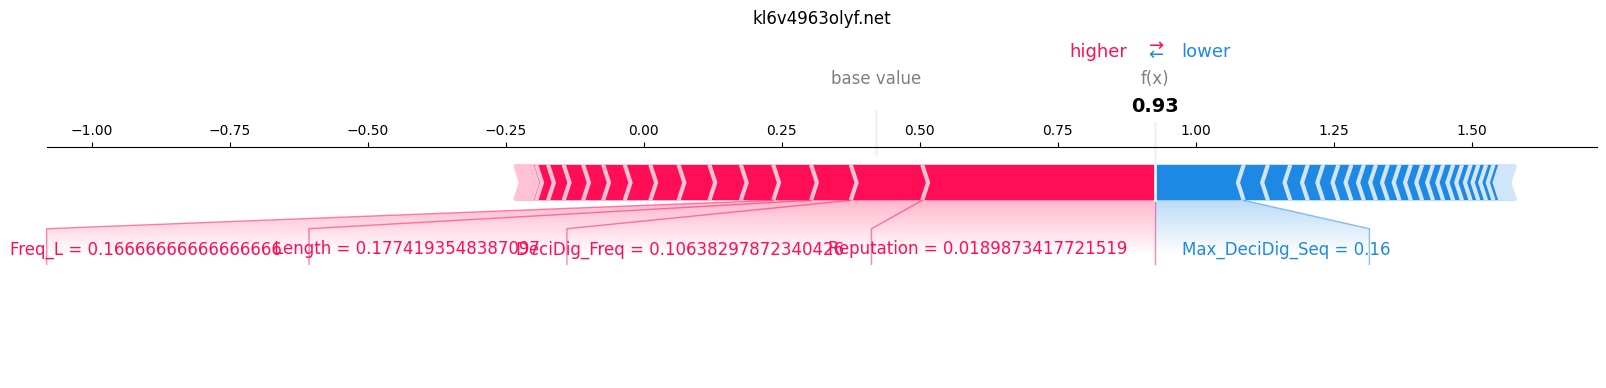 kl6v4963olyf.net
higher ⇄ lower
base value f(x)
0.93
−1.00 −0.75 −0.50 −0.25 0.00 0.25 0.50 0.75 1.00 1.25 1.50
Freq_L = 0.16666666666666666 Length = 0.1774193548387097 DeciDig_Freq = 0.10638297872340426 Reputation = 0.0189873417721519 Max_DeciDig_Seq = 0.16